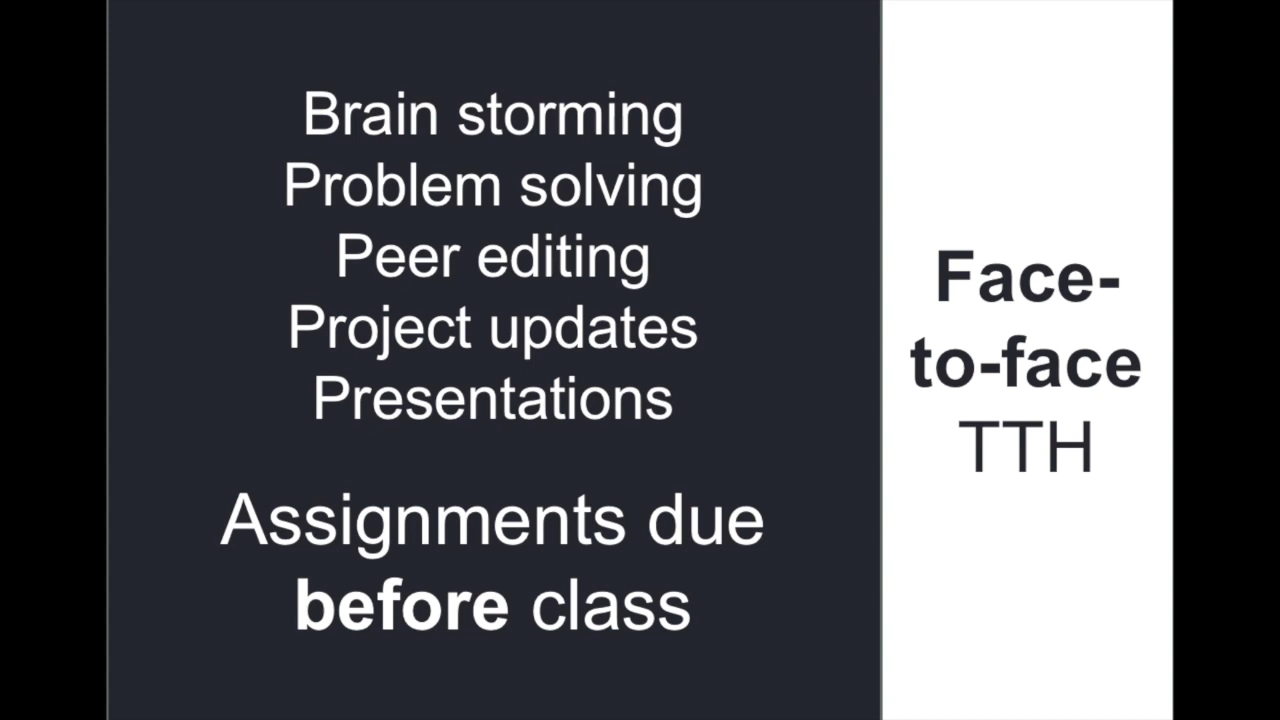 Brain storming
Problem solving
Peer editing
Project updates
Presentations
Assignments due
before class
Face-
to-face
TTH